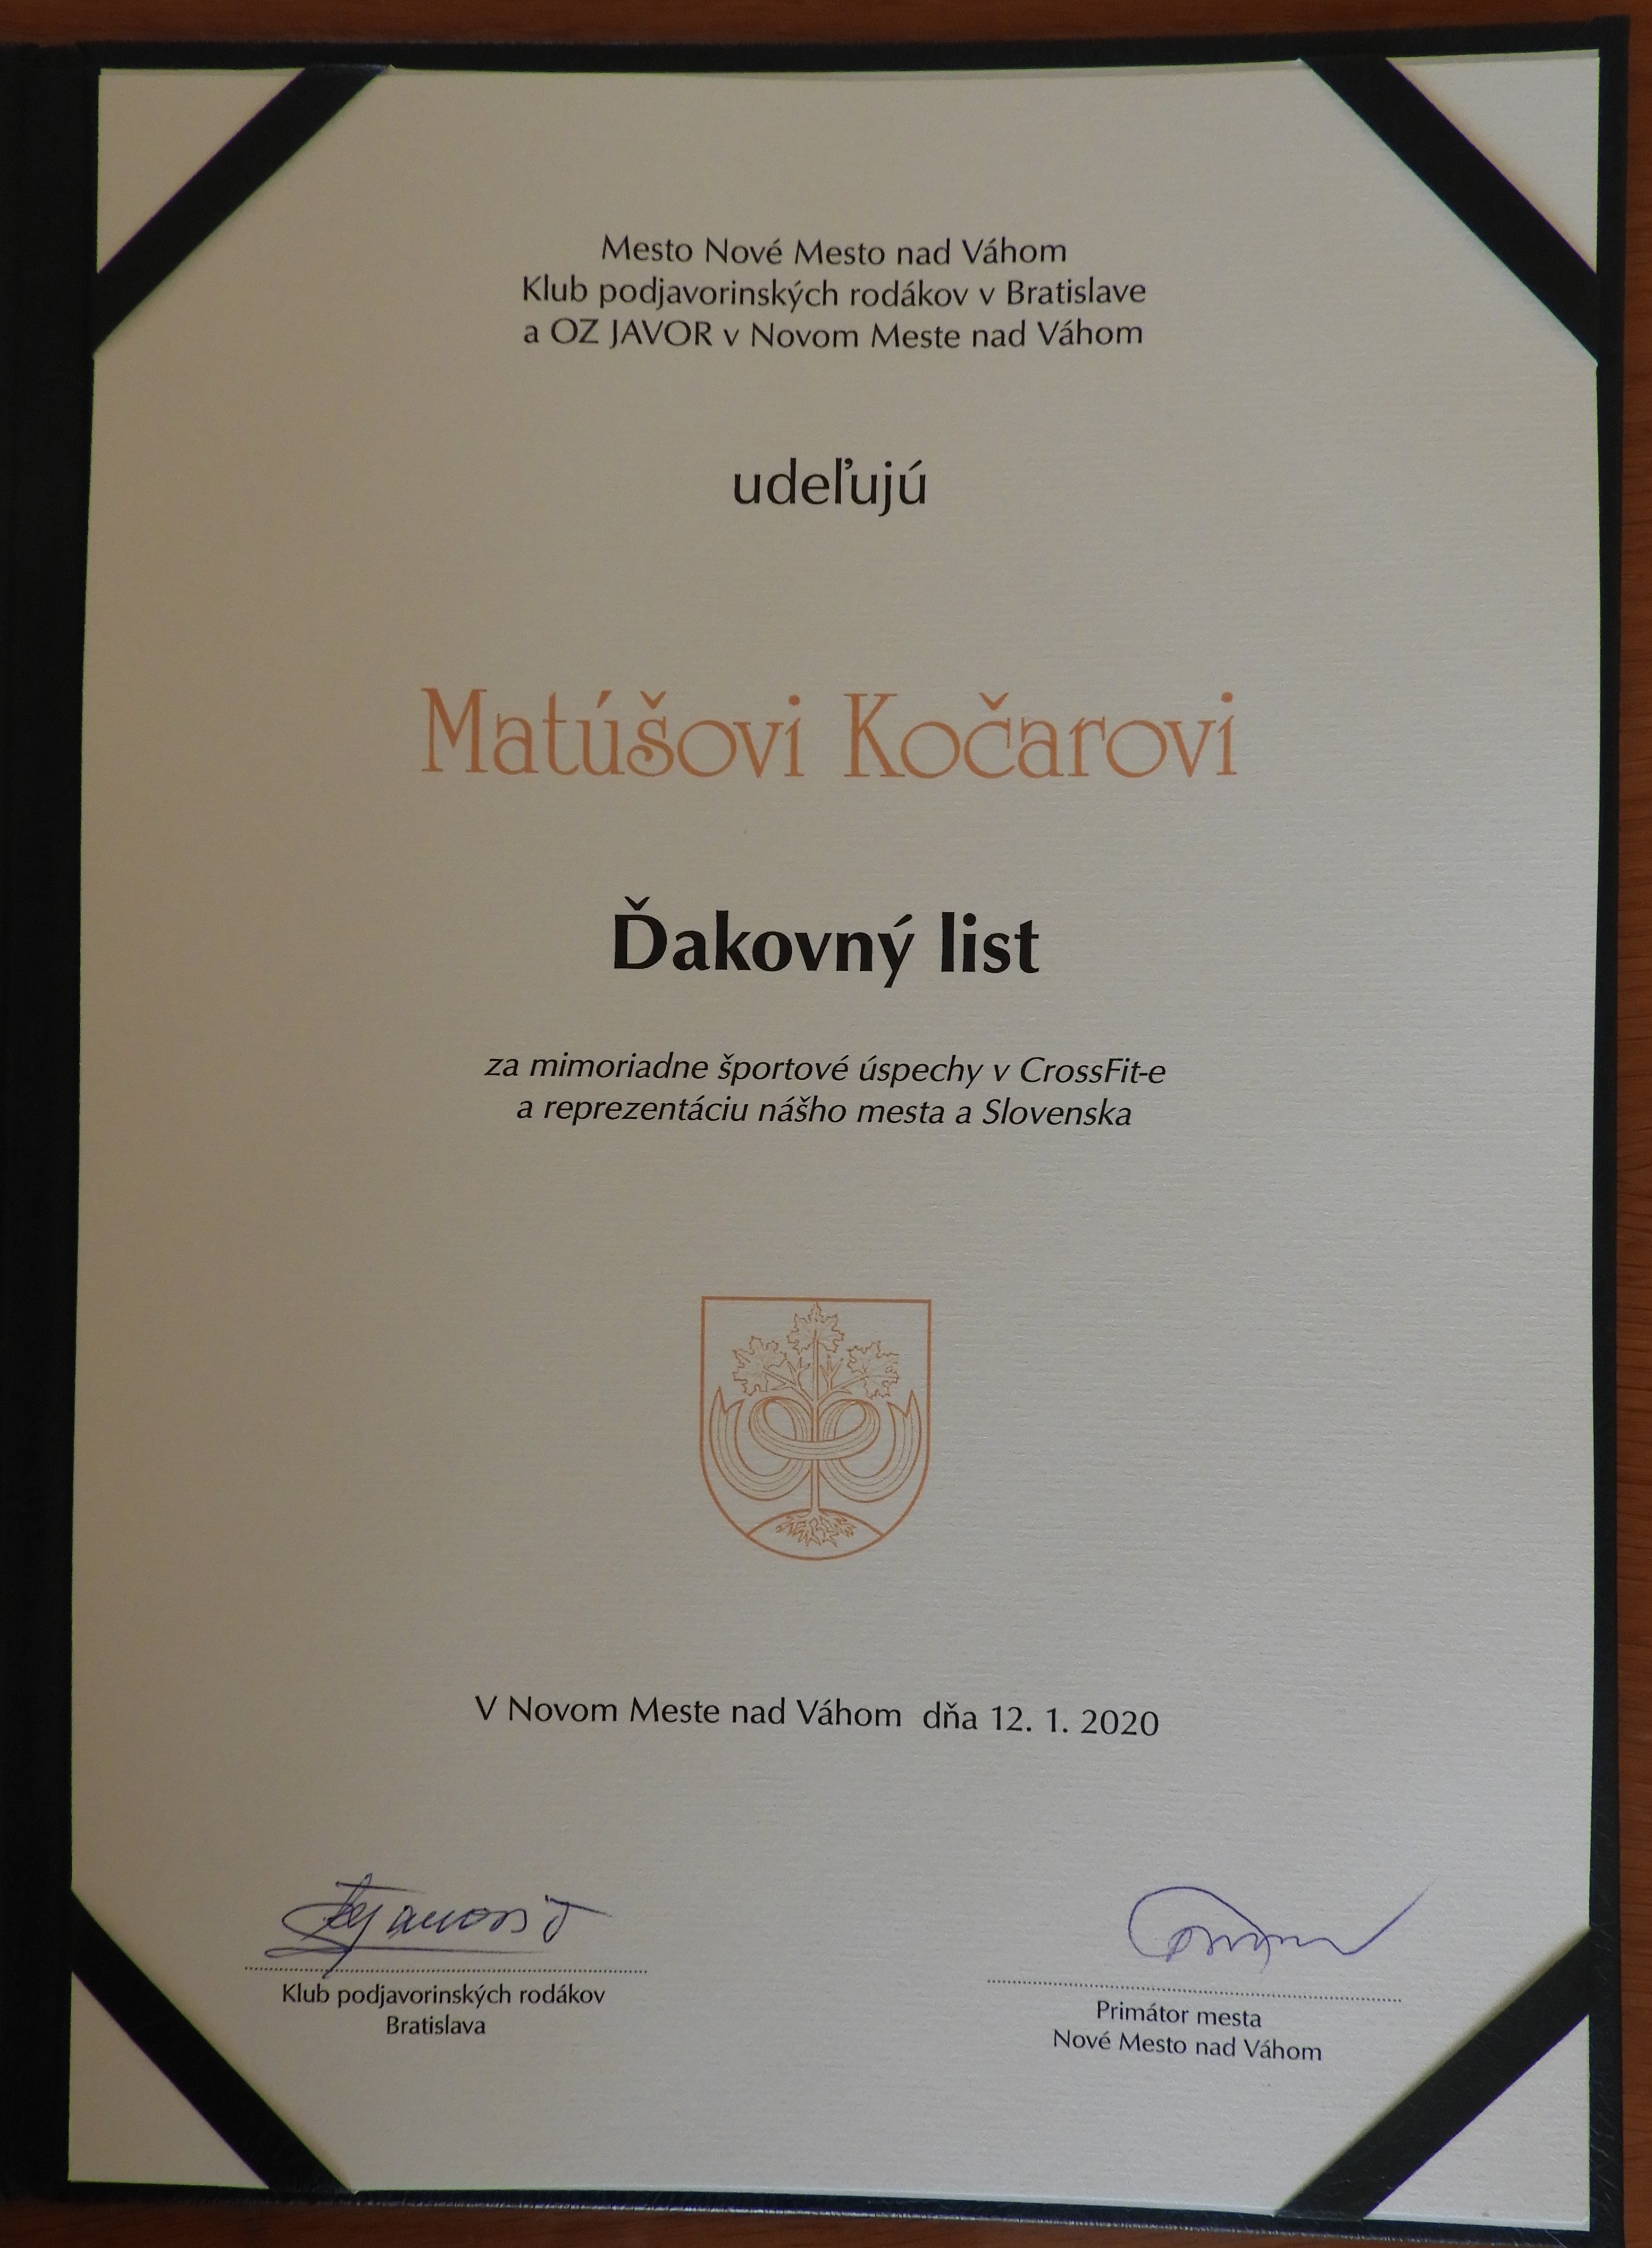 Mesto Nové Mesto nad Váhom
Klub podjavorinských rodákov v Bratislave
a OZ JAVOR v Novom Meste nad Váhom
udeľujú
Matúšovi Kočarovi
Ďakovný list
za mimoriadne športové úspechy v CrossFit-e
a reprezentáciu nášho mesta a Slovenska
V Novom Meste nad Váhom dňa 12. 1. 2020
Klub podjavorinských rodákov
Bratislava
Primátor mesta
Nové Mesto nad Váhom